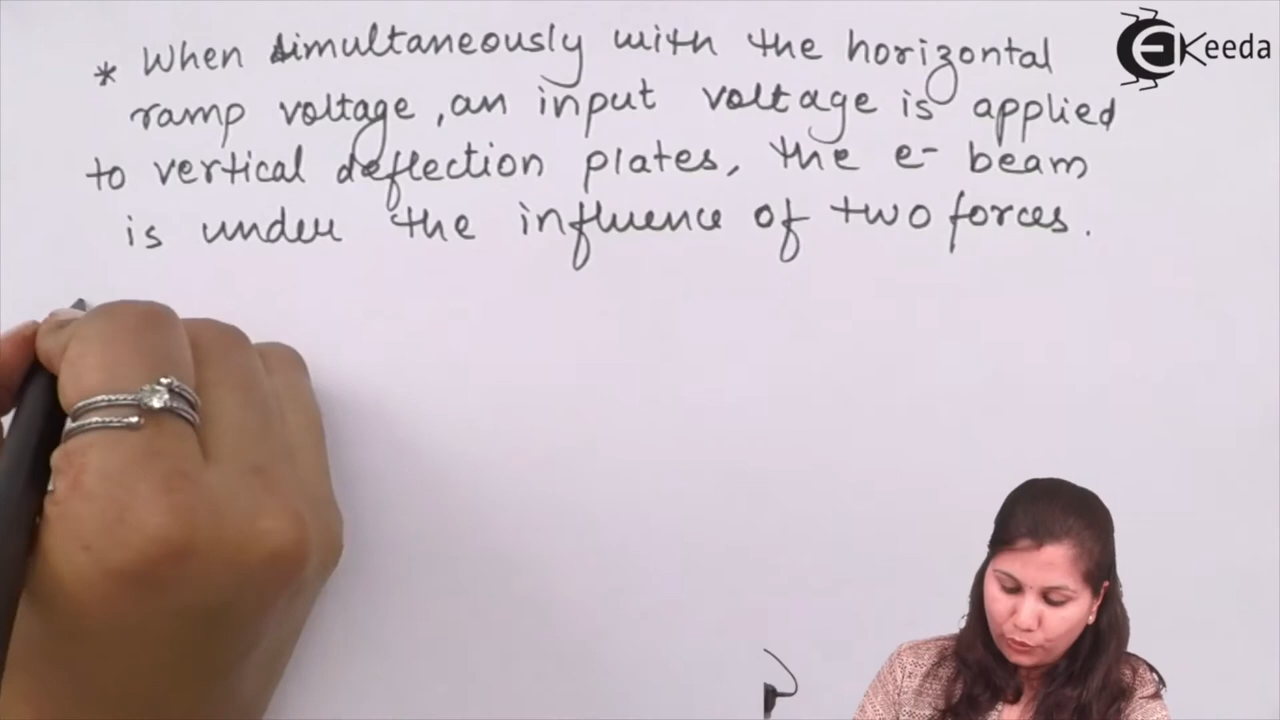 * When simultaneously with the horizontal
ramp voltage, an input voltage is applied
to vertical deflection plates, the e- beam
is under the influence of two forces.
EKeeda